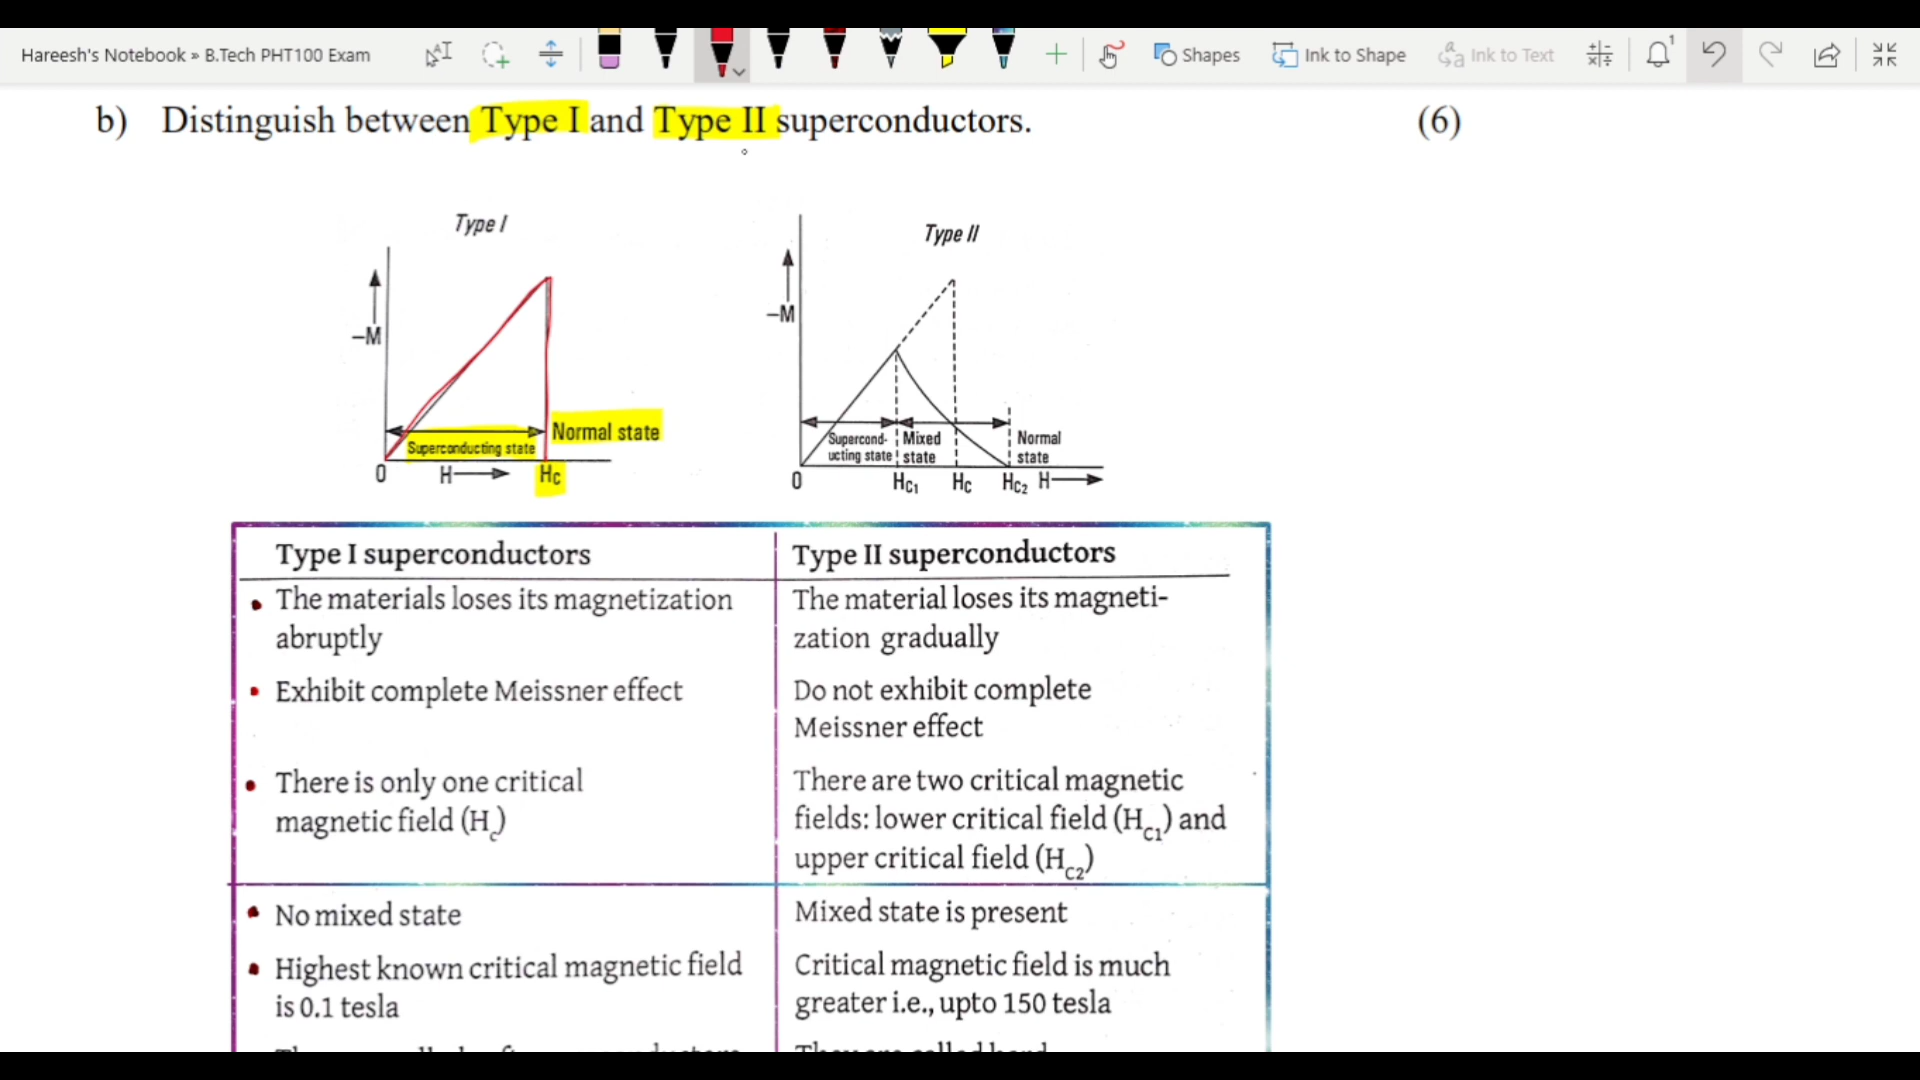 Hareesh's Notebook » B.Tech PHT100 Exam
Shapes
Ink to Shape
Ink to Text
1
b) Distinguish between Type I and Type II superconductors. (6)
Type I
–M
Superconducting state
Normal state
0
H
Hc
Type II
–M
Supercond-
ucting state
Mixed
state
Normal
state
0
Hc1
Hc
Hc2
H
Type I superconductors
Type II superconductors
• The materials loses its magnetization
abruptly
The material loses its magneti-
zation gradually
• Exhibit complete Meissner effect
Do not exhibit complete
Meissner effect
• There is only one critical
magnetic field (Hc)
There are two critical magnetic
fields: lower critical field (HC1) and
upper critical field (HC2)
• No mixed state
Mixed state is present
• Highest known critical magnetic field
is 0.1 tesla
Critical magnetic field is much
greater i.e., upto 150 tesla